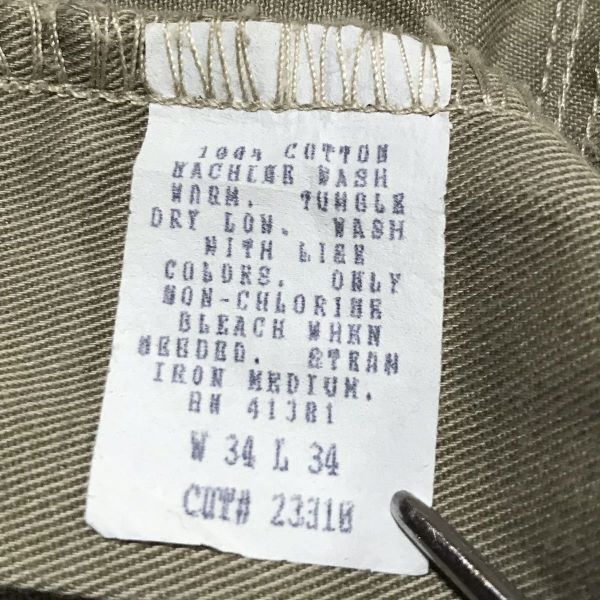 100% COTTON
MACHINE WASH
WARM. TUMBLE
DRY LOW. WASH
WITH LIKE
COLORS. ONLY
NON-CHLORINE
BLEACH WHEN
NEEDED. STEAM
IRON MEDIUM.
RN 41381
W 34 L 34
CUT# 23310